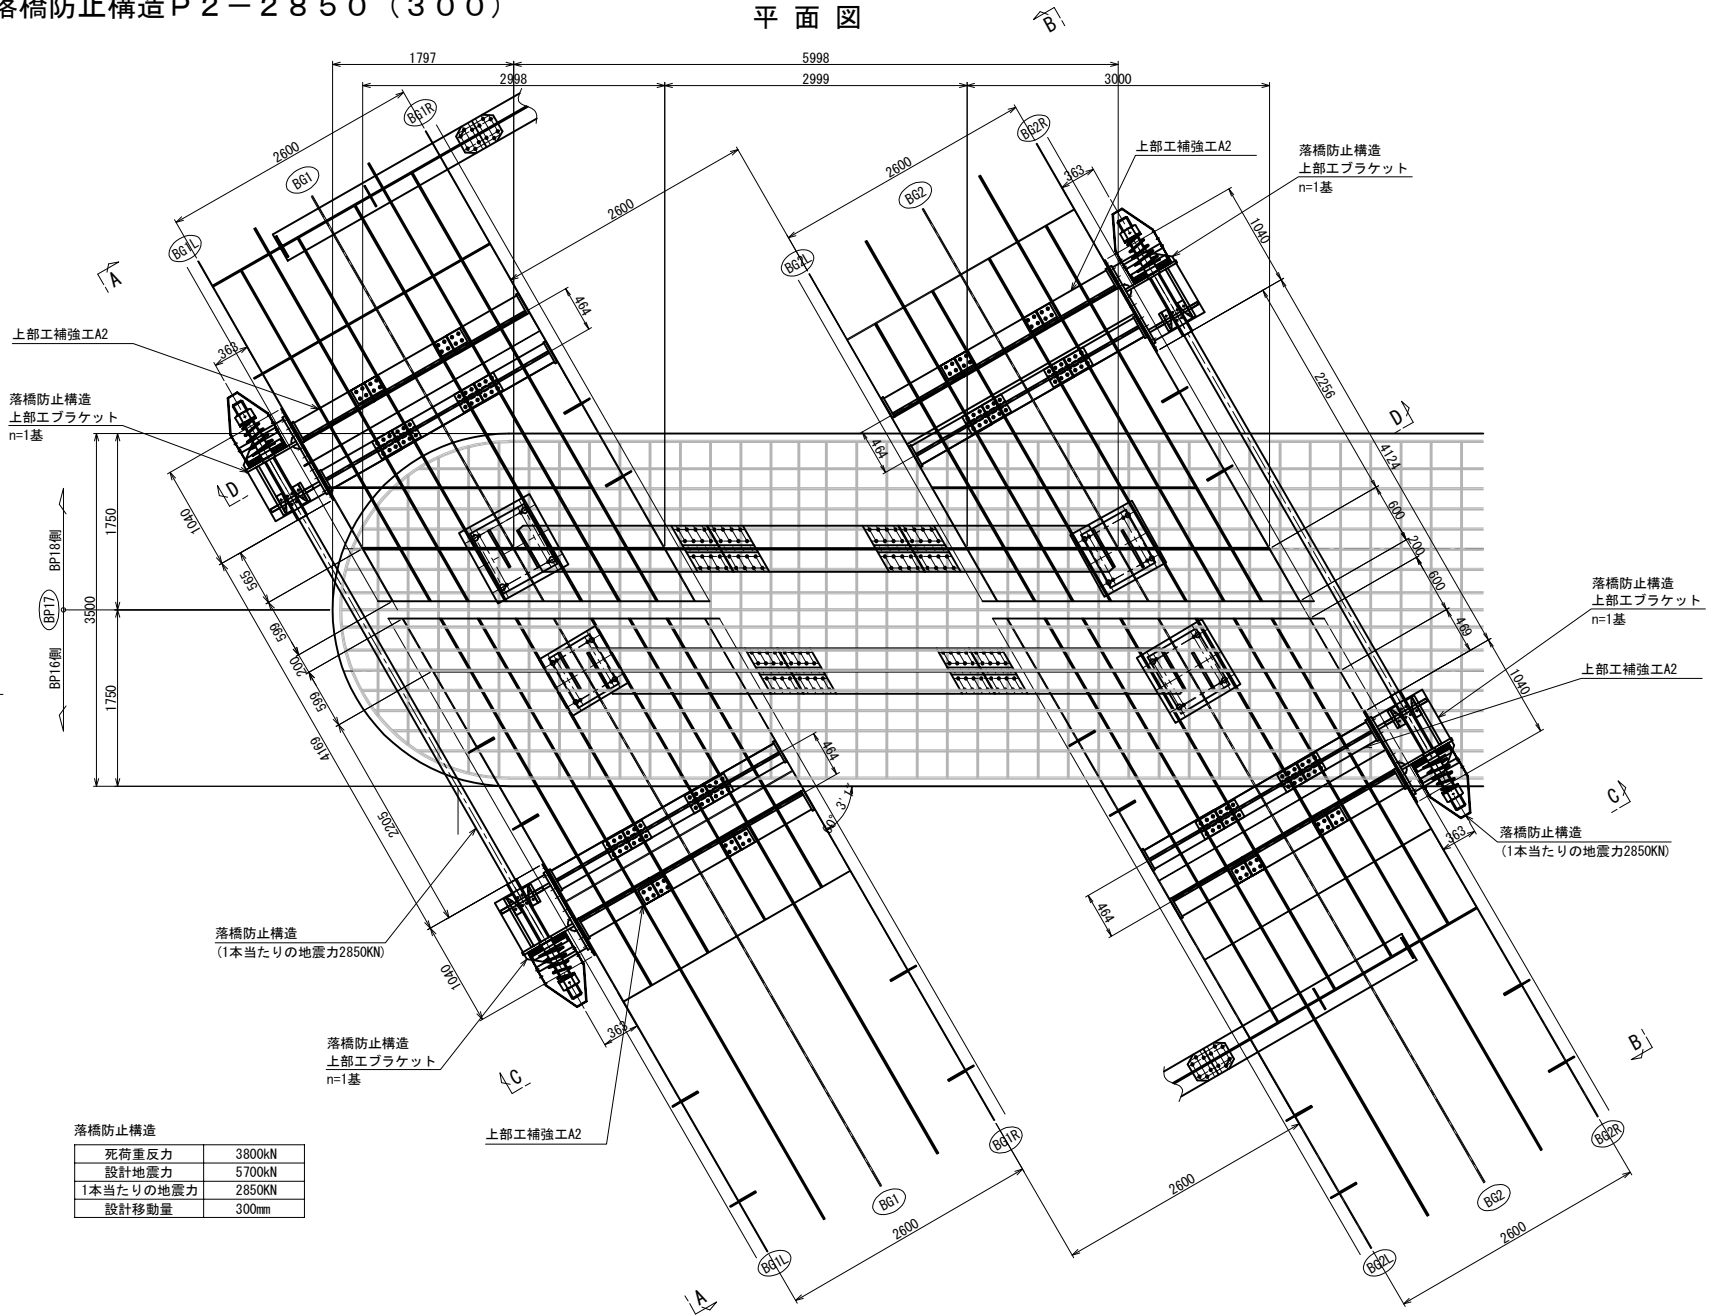 落橋防止構造Ｐ２－２８５０（３００）
平 面 図
B
1797
5998
2998
2999
3000
BG1R
BG2R
2600
BG1
2600
2600
BG2
363
上部工補強工A2
落橋防止構造
上部工ブラケット
n=1基
BG1L
BG2L
1040
A
464
上部工補強工A2
363
2256
落橋防止構造
上部工ブラケット
n=1基
D
464
4124
D
1040
BP18側
1750
600
200
600
565
落橋防止構造
上部工ブラケット
n=1基
BP17
3500
599
469
200
BP16側
1750
599
上部工補強工A2
1040
4169
464
2205
60° 3' 1"
C
363
落橋防止構造
(1本当たりの地震力2850KN)
464
落橋防止構造
(1本当たりの地震力2850KN)
1040
363
落橋防止構造
上部工ブラケット
n=1基
C
B
上部工補強工A2
BG1R
BG2R
落橋防止構造
死荷重反力 3800kN
設計地震力 5700kN
1本当たりの地震力 2850KN
設計移動量 300mm
BG1
2600
BG2
2600
2600
BG1L
BG2L
A